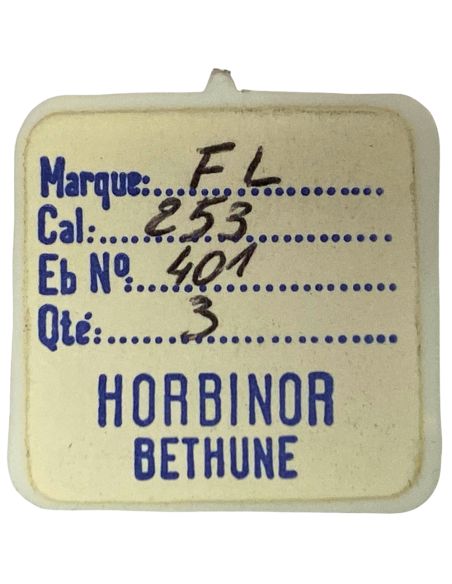 Marque: FL
Cal: 253
Eb Nº: 401
Qté: 3
HORBINOR
BETHUNE